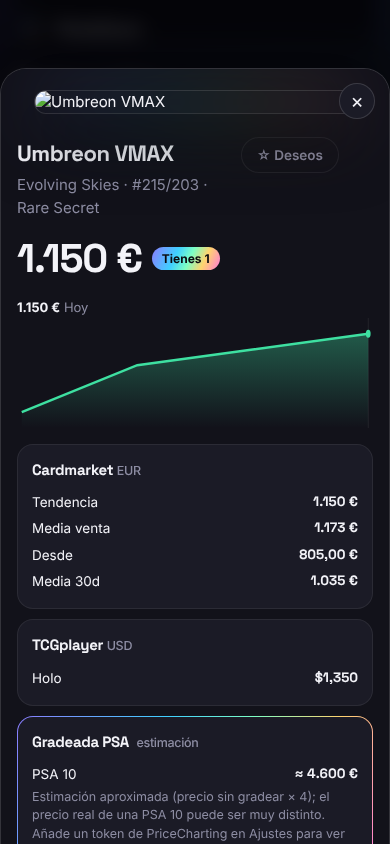 Umbreon VMAX
×
Umbreon VMAX
☆ Deseos
Evolving Skies · #215/203 ·
Rare Secret
1.150 €
Tienes 1
1.150 € Hoy
Cardmarket EUR
Tendencia 1.150 €
Media venta 1.173 €
Desde 805,00 €
Media 30d 1.035 €
TCGplayer USD
Holo $1,350
Gradeada PSA estimación
PSA 10 ≈ 4.600 €
Estimación aproximada (precio sin gradear × 4); el
precio real de una PSA 10 puede ser muy distinto.
Añade un token de PriceCharting en Ajustes para ver